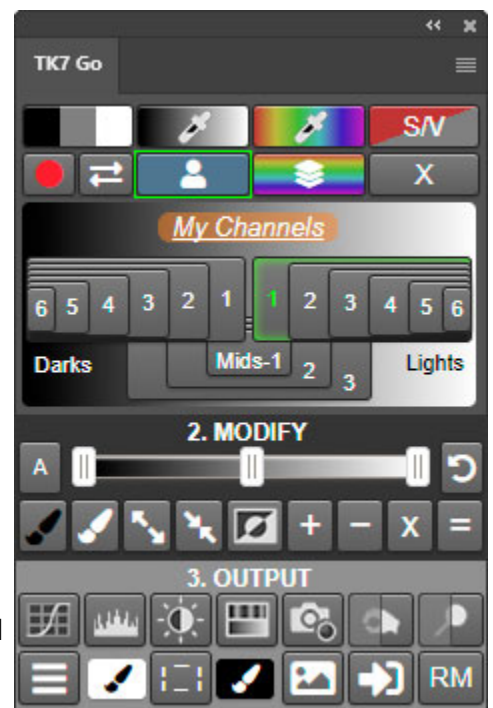 TK7 Go
S/V
X
My Channels
6 5 4 3 2 1 1 2 3 4 5 6
Darks Mids-1 2 3 Lights
2. MODIFY
A
+ - X =
3. OUTPUT
RM